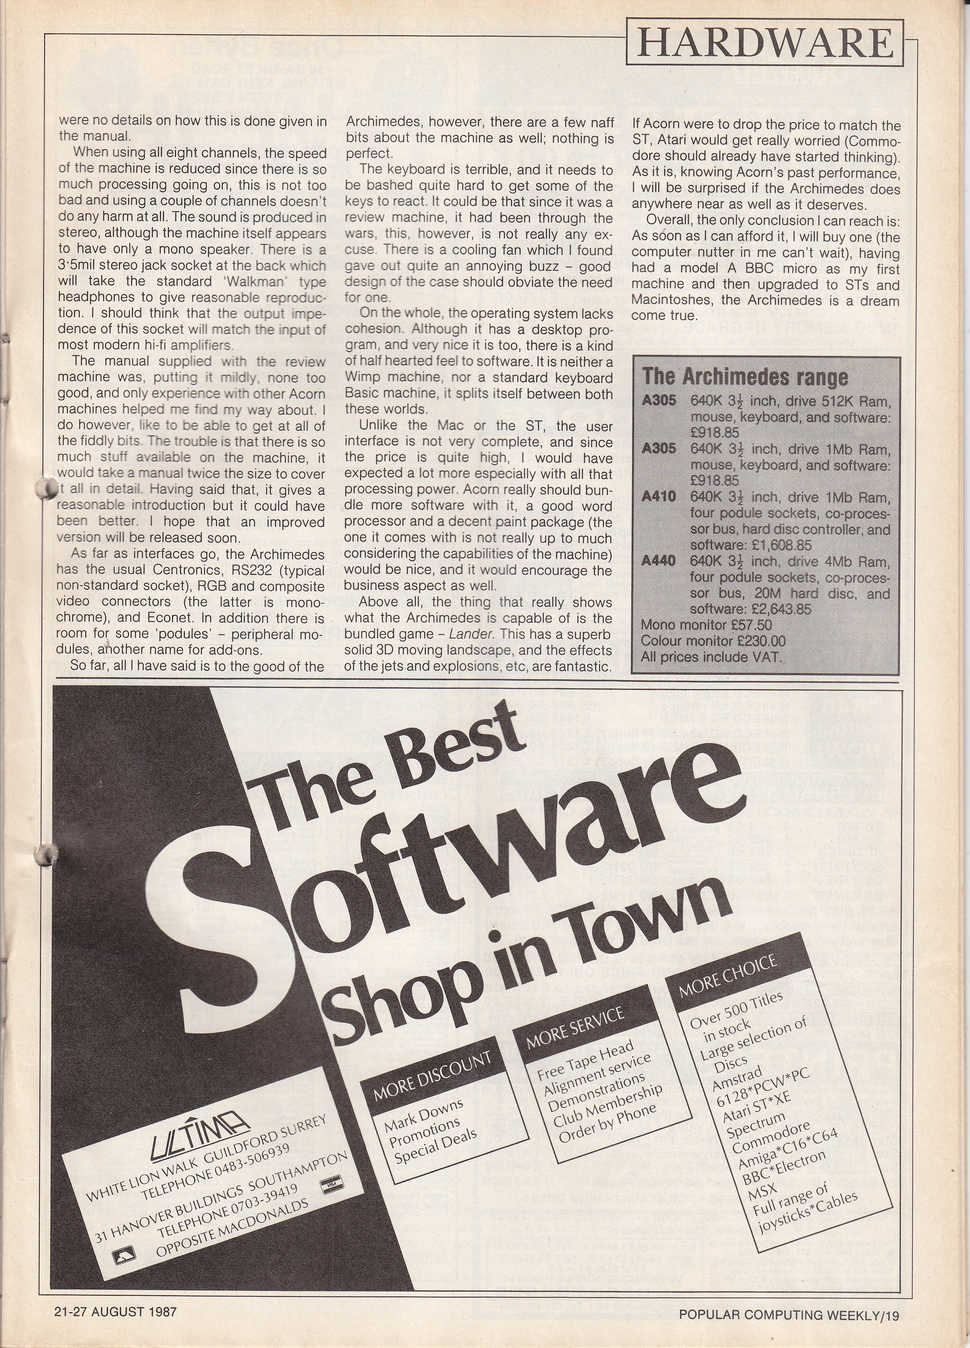 HARDWARE
were no details on how this is done given in
the manual.
When using all eight channels, the speed
of the machine is reduced since there is so
much processing going on, this is not too
bad and using a couple of channels doesn't
do any harm at all. The sound is produced in
stereo, although the machine itself appears
to have only a mono speaker. There is a
3·5mil stereo jack socket at the back which
will take the standard 'Walkman' type
headphones to give reasonable reproduc-
tion. I should think that the output impe-
dence of this socket will match the input of
most modern hi-fi amplifiers.
The manual supplied with the review
machine was, putting it mildly, none too
good, and only experience with other Acorn
machines helped me find my way about. I
do however, like to be able to get at all of
the fiddly bits. The trouble is that there is so
much stuff available on the machine, it
would take a manual twice the size to cover
it all in detail. Having said that, it gives a
reasonable introduction but it could have
been better. I hope that an improved
version will be released soon.
As far as interfaces go, the Archimedes
has the usual Centronics, RS232 (typical
non-standard socket), RGB and composite
video connectors (the latter is mono-
chrome), and Econet. In addition there is
room for some 'podules' – peripheral mo-
dules, another name for add-ons.
So far, all I have said is to the good of the
Archimedes, however, there are a few naff
bits about the machine as well; nothing is
perfect.
The keyboard is terrible, and it needs to
be bashed quite hard to get some of the
keys to react. It could be that since it was a
review machine, it had been through the
wars, this, however, is not really any ex-
cuse. There is a cooling fan which I found
gave out quite an annoying buzz – good
design of the case should obviate the need
for one.
On the whole, the operating system lacks
cohesion. Although it has a desktop pro-
gram, and very nice it is too, there is a kind
of half hearted feel to software. It is neither a
Wimp machine, nor a standard keyboard
Basic machine, it splits itself between both
these worlds.
Unlike the Mac or the ST, the user
interface is not very complete, and since
the price is quite high, I would have
expected a lot more especially with all that
processing power. Acorn really should bun-
dle more software with it, a good word
processor and a decent paint package (the
one it comes with is not really up to much
considering the capabilities of the machine)
would be nice, and it would encourage the
business aspect as well.
Above all, the thing that really shows
what the Archimedes is capable of is the
bundled game – Lander. This has a superb
solid 3D moving landscape, and the effects
of the jets and explosions, etc, are fantastic.
If Acorn were to drop the price to match the
ST, Atari would get really worried (Commo-
dore should already have started thinking).
As it is, knowing Acorn's past performance,
I will be surprised if the Archimedes does
anywhere near as well as it deserves.
Overall, the only conclusion I can reach is:
As soon as I can afford it, I will buy one (the
computer nutter in me can't wait), having
had a model A BBC micro as my first
machine and then upgraded to STs and
Macintoshes, the Archimedes is a dream
come true.
The Archimedes range
A305 640K 3½ inch, drive 512K Ram,
mouse, keyboard, and software:
£918.85
A305 640K 3½ inch, drive 1Mb Ram,
mouse, keyboard, and software:
£918.85
A410 640K 3½ inch, drive 1Mb Ram,
four podule sockets, co-proces-
sor bus, hard disc controller, and
software: £1,608.85
A440 640K 3½ inch, drive 4Mb Ram,
four podule sockets, co-proces-
sor bus, 20M hard disc, and
software: £2,643.85
Mono monitor £57.50
Colour monitor £230.00
All prices include VAT.
The Best
Software
Shop in Town
MORE DISCOUNT
Mark Downs
Promotions
Special Deals
MORE SERVICE
Free Tape Head
Alignment service
Demonstrations
Club Membership
Order by Phone
MORE CHOICE
Over 500 Titles
in stock
Large selection of
Discs
Amstrad
6128*PCW*PC
Atari ST*XE
Spectrum
Commodore
Amiga*C16*C64
BBC*Electron
MSX
Full range of
joysticks*Cables
ULTIMA
WHITE LION WALK GUILDFORD SURREY
TELEPHONE 0483-506939
31 HANOVER BUILDINGS SOUTHAMPTON
TELEPHONE 0703-39419
OPPOSITE MACDONALDS
21-27 AUGUST 1987
POPULAR COMPUTING WEEKLY/19